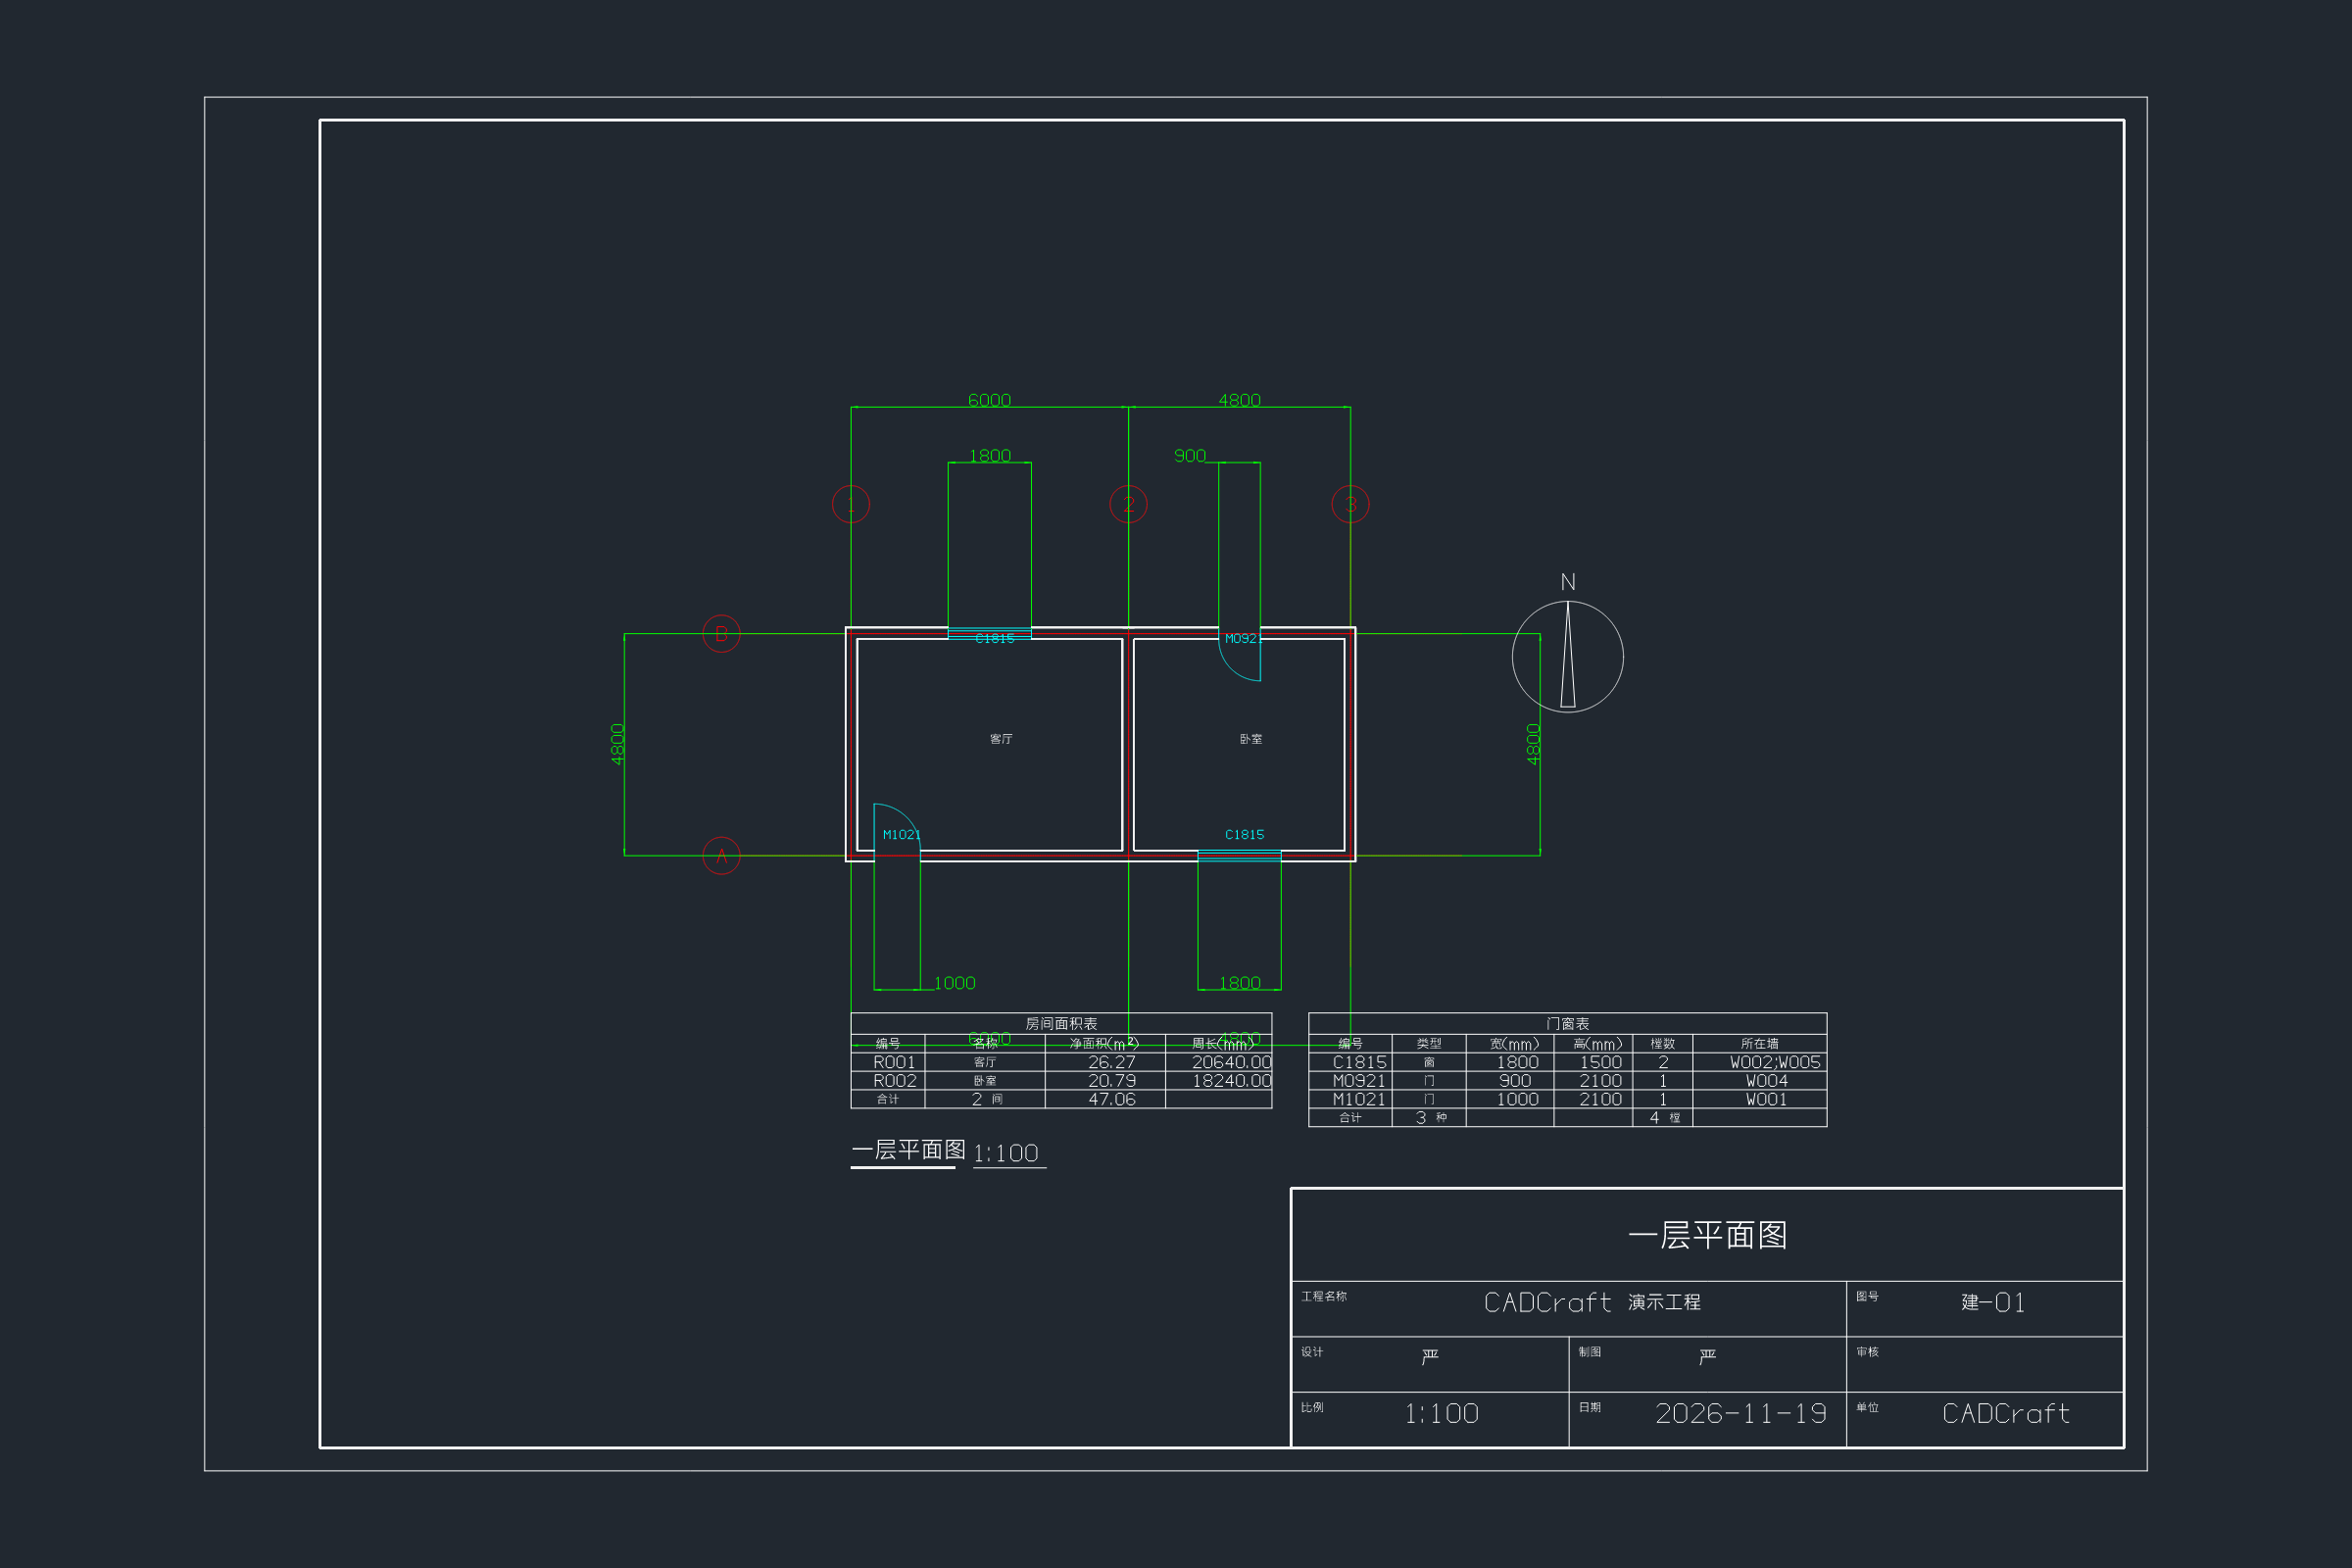 6000 4800
1800 900
1 2 3
N
B
C1815 M0921
4800 客厅 卧室 4800
M1021 C1815
A
1000 1800
房间面积表
6000 4800
编号 名称 净面积(m²) 周长(mm)
R001 客厅 26.27 20640.00
R002 卧室 20.79 18240.00
合计 2 间 47.06
门窗表
编号 类型 宽(mm) 高(mm) 樘数 所在墙
C1815 窗 1800 1500 2 W002;W005
M0921 门 900 2100 1 W004
M1021 门 1000 2100 1 W001
合计 3 种 4 樘
一层平面图 1:100
一层平面图
工程名称 CADCraft 演示工程 图号 建-01
设计 严 制图 严 审核
比例 1:100 日期 2026-11-19 单位 CADCraft